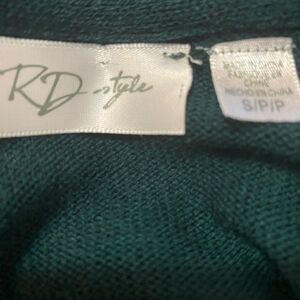 RD-style
MADE IN CHINA
FABRIQUÉ EN
CHINE
HECHO EN CHINA
S/P/P